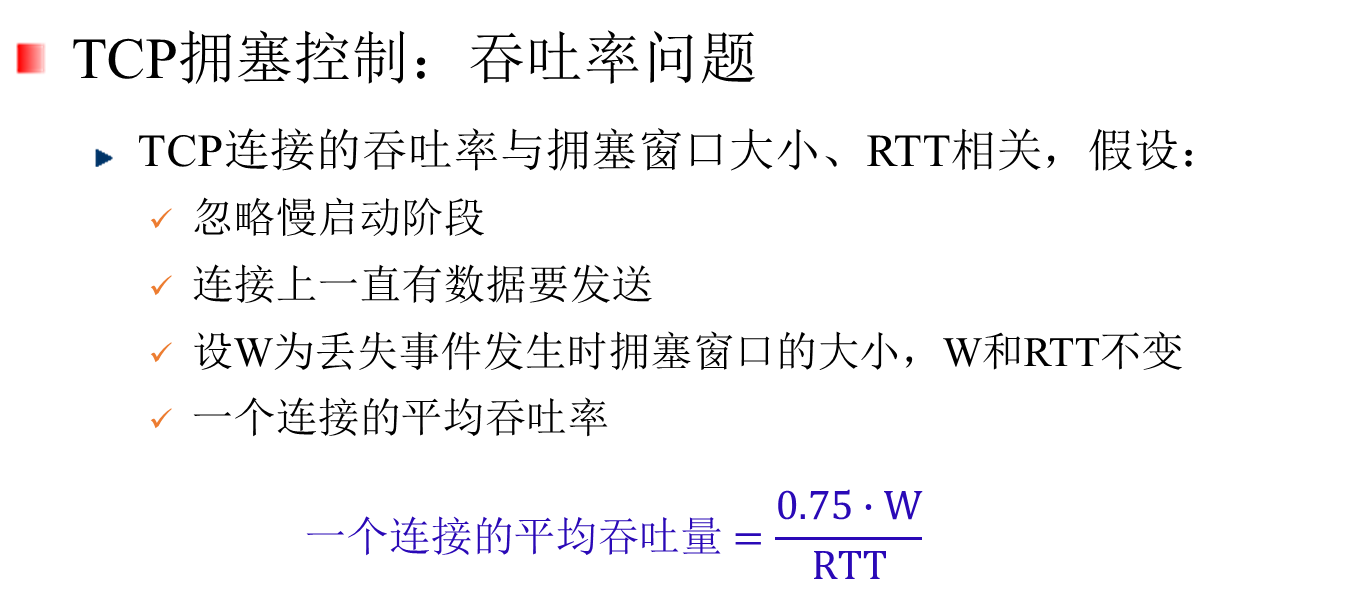 TCP拥塞控制：吞吐率问题
TCP连接的吞吐率与拥塞窗口大小、RTT相关，假设：
忽略慢启动阶段
连接上一直有数据要发送
设W为丢失事件发生时拥塞窗口的大小，W和RTT不变
一个连接的平均吞吐率
一个连接的平均吞吐量 = 0.75 · W / RTT